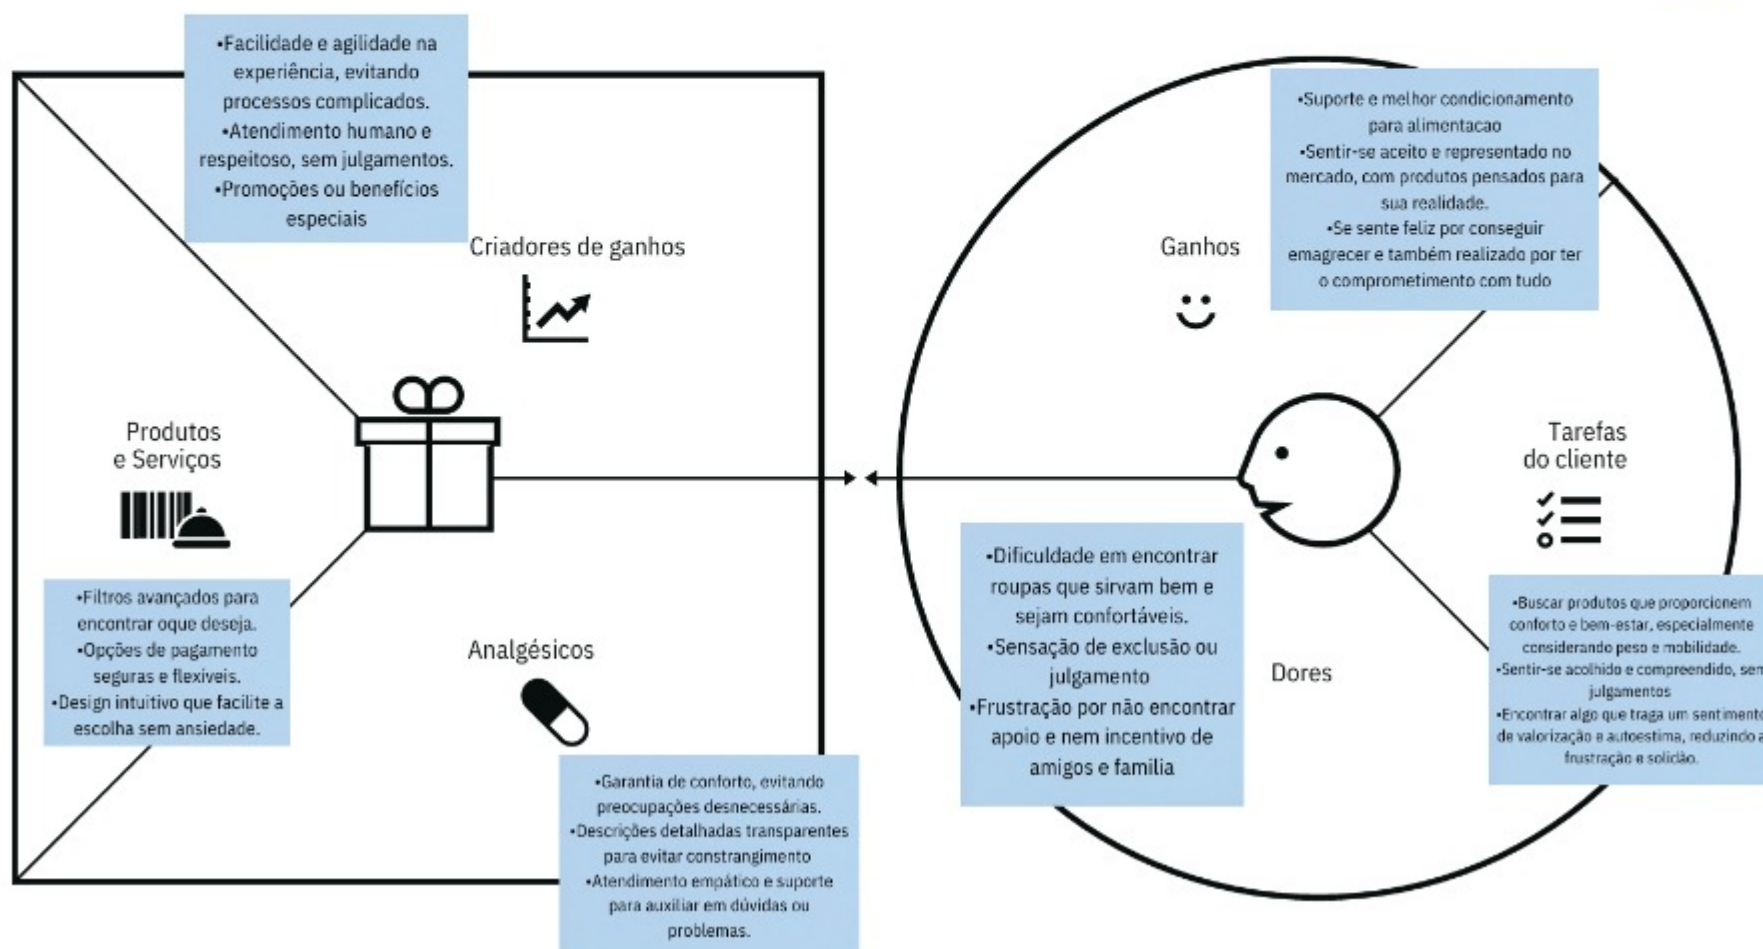 •Facilidade e agilidade na
experiência, evitando
processos complicados.
•Atendimento humano e
respeitoso, sem julgamentos.
•Promoções ou benefícios
especiais
Criadores de ganhos
Produtos
e Serviços
•Filtros avançados para
encontrar oque deseja.
•Opções de pagamento
seguras e flexíveis.
•Design intuitivo que facilite a
escolha sem ansiedade.
Analgésicos
•Garantia de conforto, evitando
preocupações desnecessárias.
•Descrições detalhadas transparentes
para evitar constrangimento
•Atendimento empático e suporte
para auxiliar em dúvidas ou
problemas.
•Suporte e melhor condicionamento
para alimentacao
•Sentir-se aceito e representado no
mercado, com produtos pensados para
sua realidade.
•Se sente feliz por conseguir
emagrecer e também realizado por ter
o comprometimento com tudo
Ganhos
Tarefas
do cliente
•Buscar produtos que proporcionem
conforto e bem-estar, especialmente
considerando peso e mobilidade.
•Sentir-se acolhido e compreendido, sem
julgamentos
•Encontrar algo que traga um sentimento
de valorização e autoestima, reduzindo a
frustração e solidão.
•Dificuldade em encontrar
roupas que sirvam bem e
sejam confortáveis.
•Sensação de exclusão ou
julgamento
•Frustração por não encontrar
apoio e nem incentivo de
amigos e familia
Dores